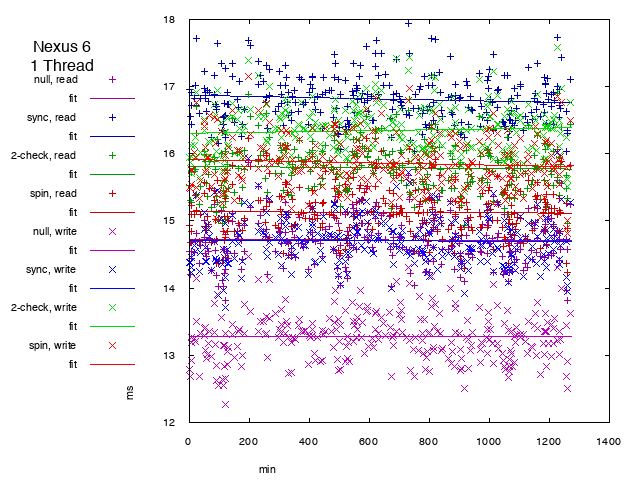 Nexus 6
1 Thread
null, read
fit
sync, read
fit
2-check, read
fit
spin, read
fit
null, write
fit
sync, write
fit
2-check, write
fit
spin, write
fit
ms
18
17
16
15
14
13
12
0
200
400
600
800
1000
1200
1400
min